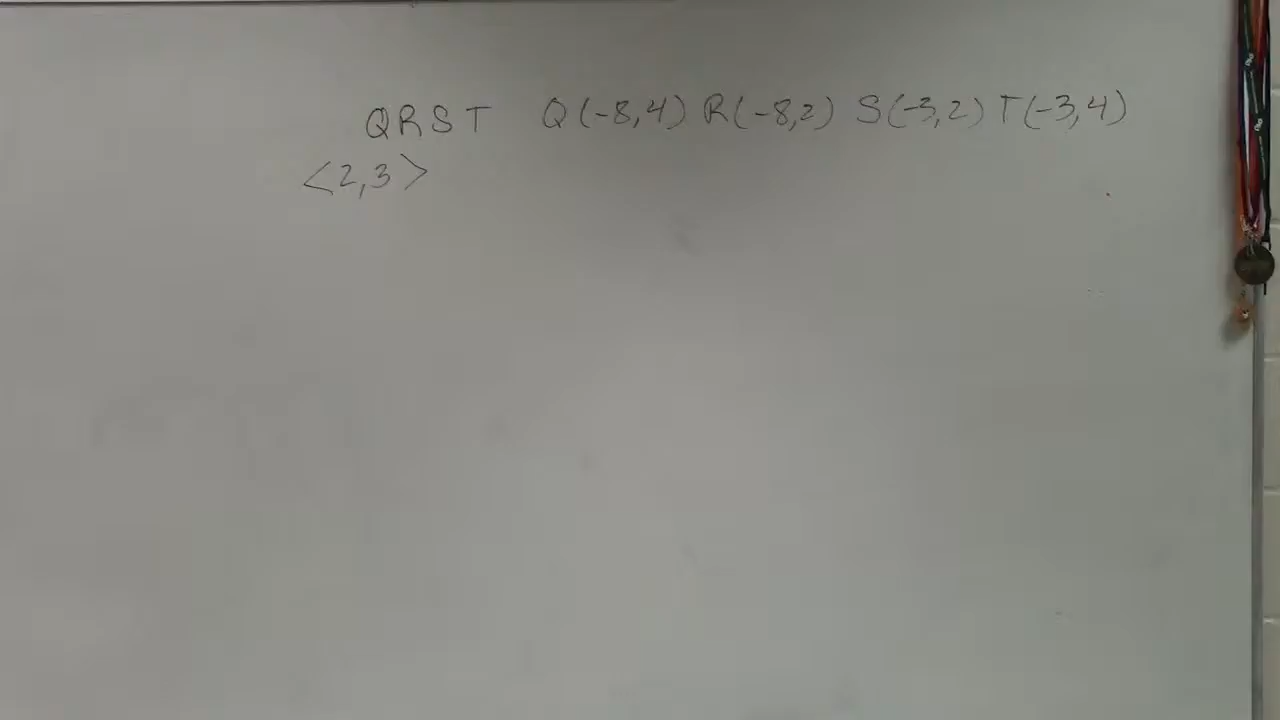 QRST Q(-8,4) R(-8,2) S(-3,2) T(-3,4)
<2,3>